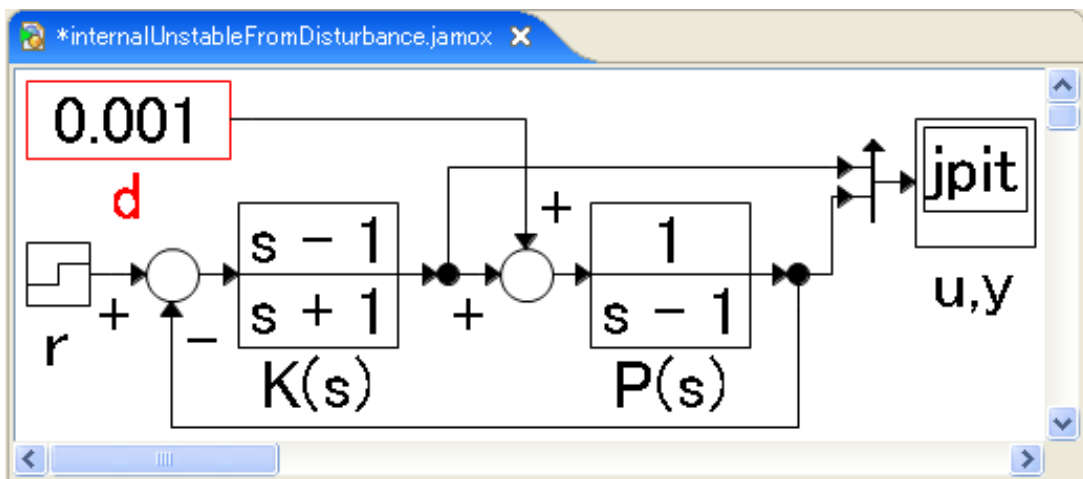 *internalUnstableFromDisturbance.jamox
0.001
d
r
+
−
s − 1
s + 1
K(s)
+
+
1
s − 1
P(s)
jpit
u,y